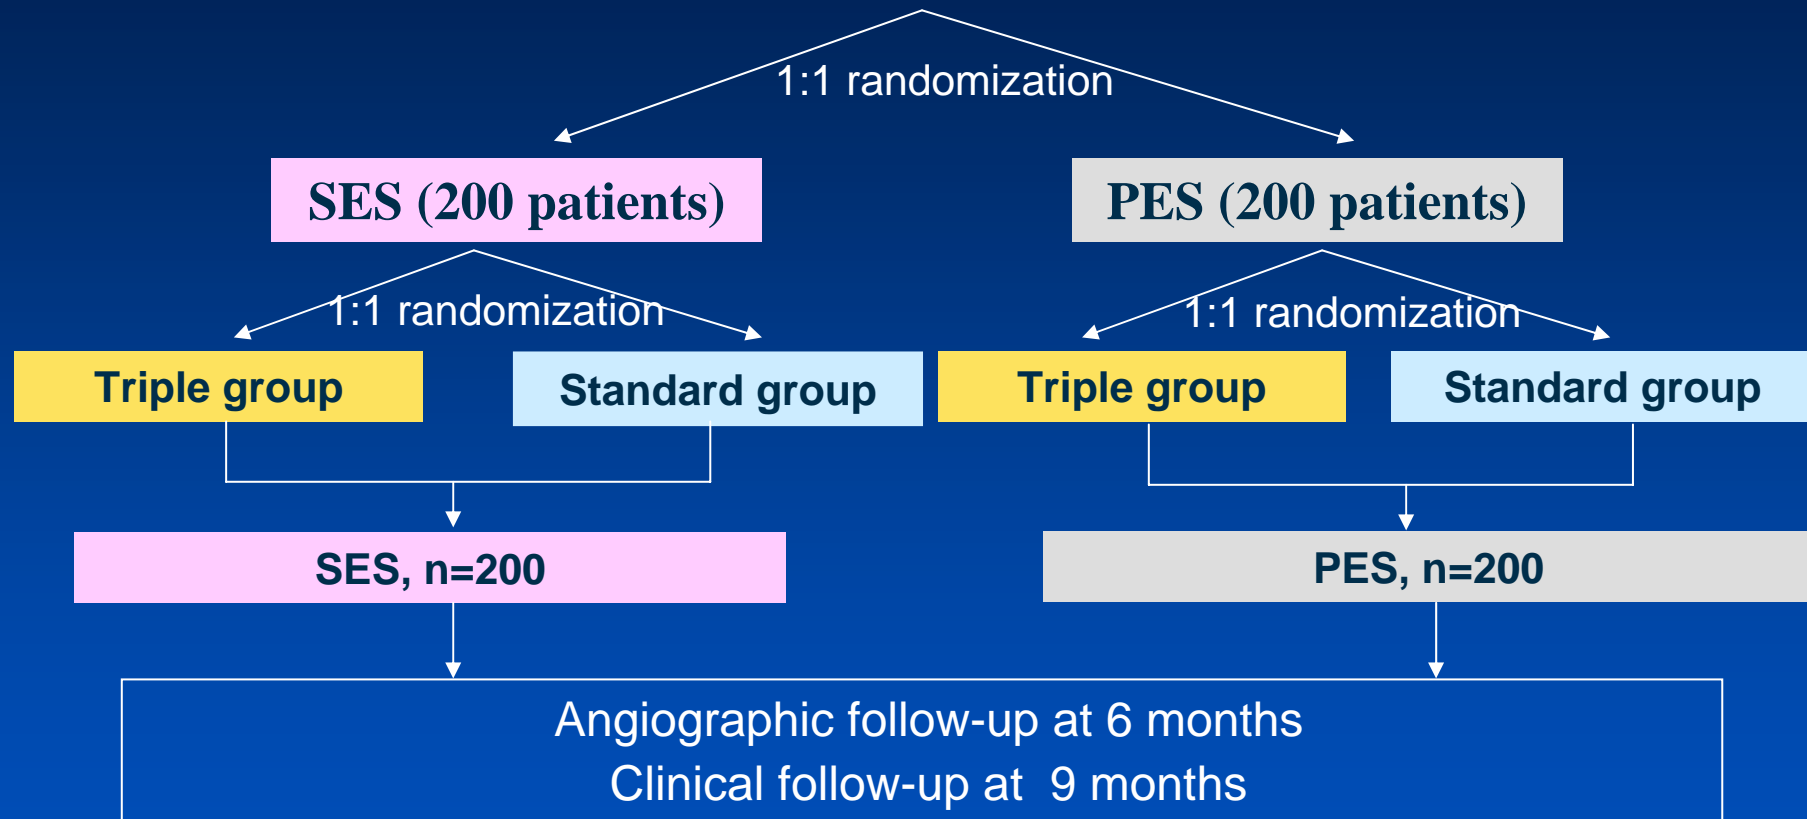 1:1 randomization
SES (200 patients)
PES (200 patients)
1:1 randomization
1:1 randomization
Triple group
Standard group
Triple group
Standard group
SES, n=200
PES, n=200
Angiographic follow-up at 6 months
Clinical follow-up at  9 months